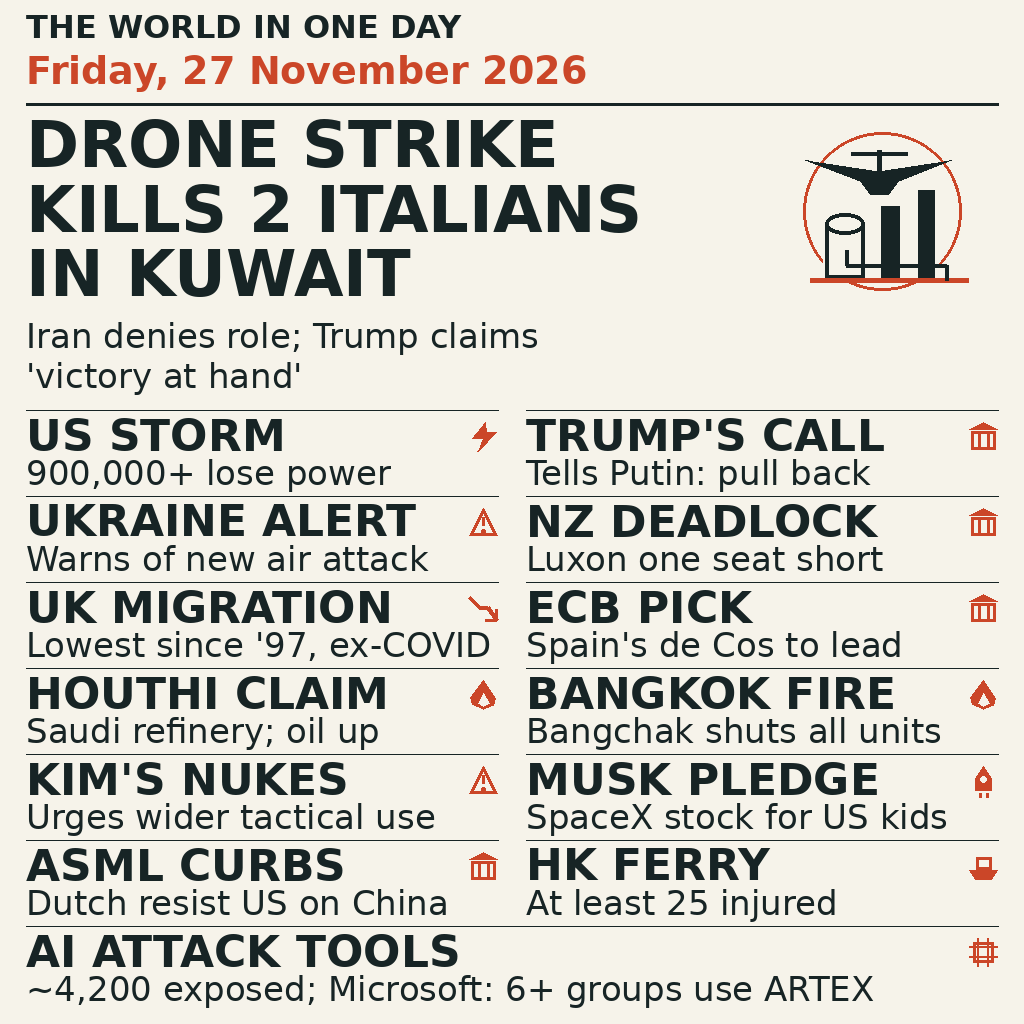 THE WORLD IN ONE DAY
Friday, 27 November 2026
DRONE STRIKE
KILLS 2 ITALIANS
IN KUWAIT
Iran denies role; Trump claims
'victory at hand'
US STORM
900,000+ lose power
TRUMP'S CALL
Tells Putin: pull back
UKRAINE ALERT
Warns of new air attack
NZ DEADLOCK
Luxon one seat short
UK MIGRATION
Lowest since '97, ex-COVID
ECB PICK
Spain's de Cos to lead
HOUTHI CLAIM
Saudi refinery; oil up
BANGKOK FIRE
Bangchak shuts all units
KIM'S NUKES
Urges wider tactical use
MUSK PLEDGE
SpaceX stock for US kids
ASML CURBS
Dutch resist US on China
HK FERRY
At least 25 injured
AI ATTACK TOOLS
~4,200 exposed; Microsoft: 6+ groups use ARTEX